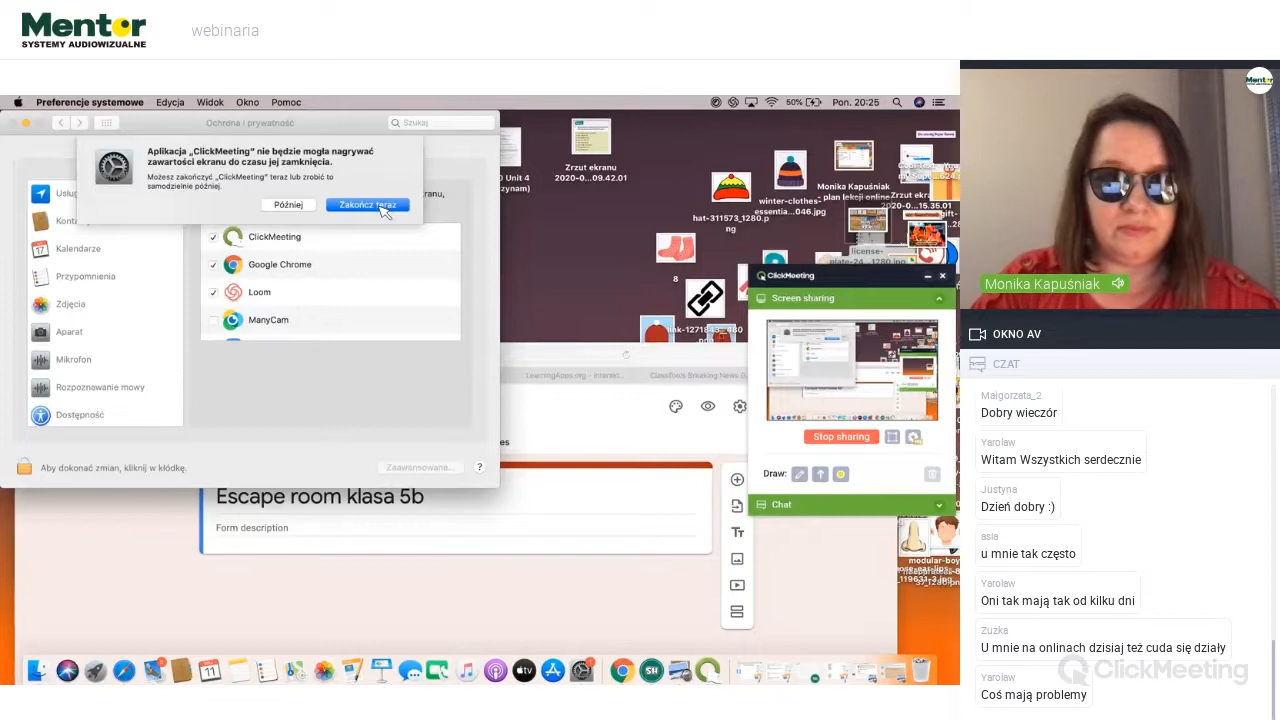 Mentor
SYSTEMY AUDIOWIZUALNE
webinaria
Preferencje systemowe Edycja Widok Okno Pomoc
50% Pon. 20:25
Ochrona i prywatność
Szukaj
Aplikacja „ClickMeeting" nie będzie mogła nagrywać
zawartości ekranu do czasu jej zamknięcia.
Możesz zakończyć „ClickMeeting" teraz lub zrobić to
samodzielnie później.
Później
Zakończ teraz
ClickMeeting
Google Chrome
Loom
ManyCam
Kalendarze
Przypomnienia
Zdjęcia
Aparat
Mikrofon
Rozpoznawanie mowy
Dostępność
Aby dokonać zmian, kliknij w kłódkę.
Zaawansowane...
?
Zrzut ekranu
2020-0...09.42.01
winter-clothes-
essentia...046.jpg
hat-311573_1280.p
ng
Monika Kapuśniak
- plan lekcji online
8
ClickMeeting
Screen sharing
Stop sharing
Draw:
Chat
Escape room klasa 5b
Form description
Monika Kapuśniak
OKNO AV
CZAT
Małgorzata_2
Dobry wieczór
Yarolaw
Witam Wszystkich serdecznie
Justyna
Dzień dobry :)
asia
u mnie tak często
Yarolaw
Oni tak mają tak od kilku dni
Zuzka
U mnie na onlinach dzisiaj też cuda się działy
Yarolaw
Coś mają problemy
ClickMeeting